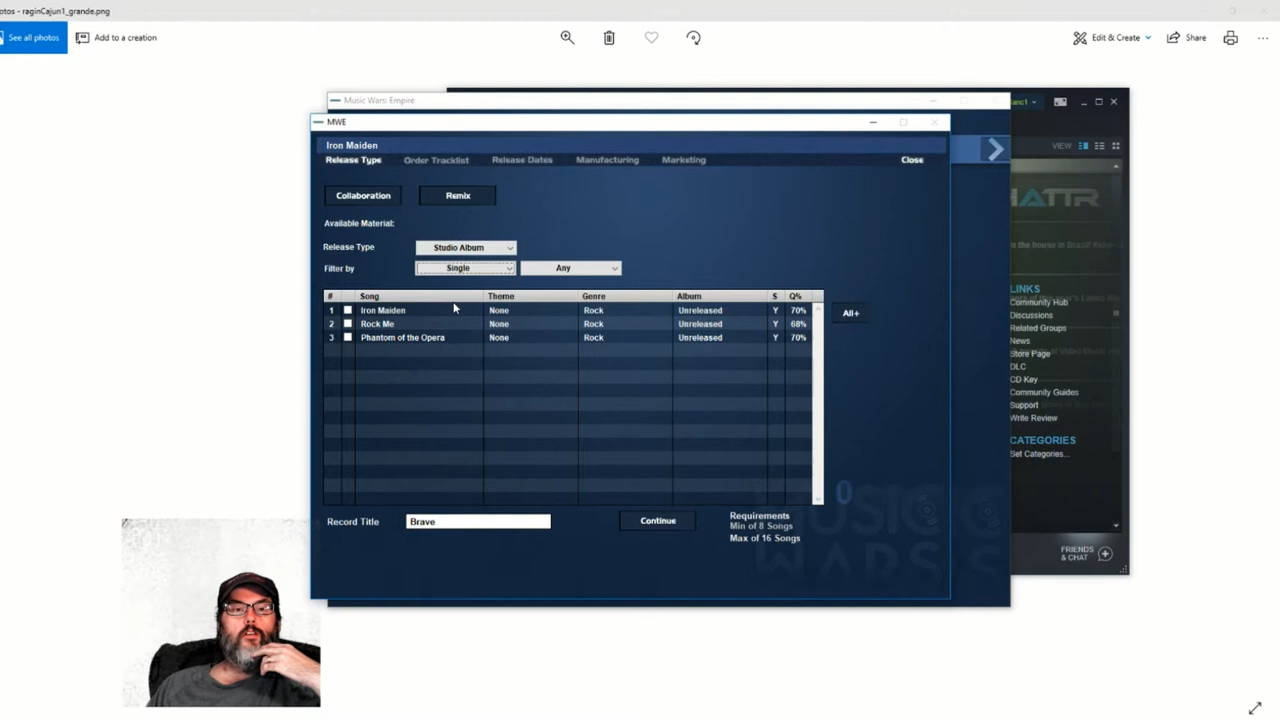 otos - raginCajun1_grande.png
See all photos
Add to a creation
Edit & Create
Share
Music Wars: Empire
MWE
Iron Maiden
Release Type Order Tracklist Release Dates Manufacturing Marketing Close
Collaboration Remix
Available Material:
Release Type Studio Album
Filter by Single Any
# Song Theme Genre Album S Q%
1 Iron Maiden None Rock Unreleased Y 70%
2 Rock Me None Rock Unreleased Y 68%
3 Phantom of the Opera None Rock Unreleased Y 70%
All+
Record Title Brave
Continue
Requirements
Min of 8 Songs
Max of 16 Songs
0
MUSIC
WARS
VIEW
HATTR
LINKS
Community Hub
Discussions
Related Groups
News
Store Page
DLC
CD Key
Community Guides
Support
Write Review
CATEGORIES
Set Categories...
FRIENDS
& CHAT